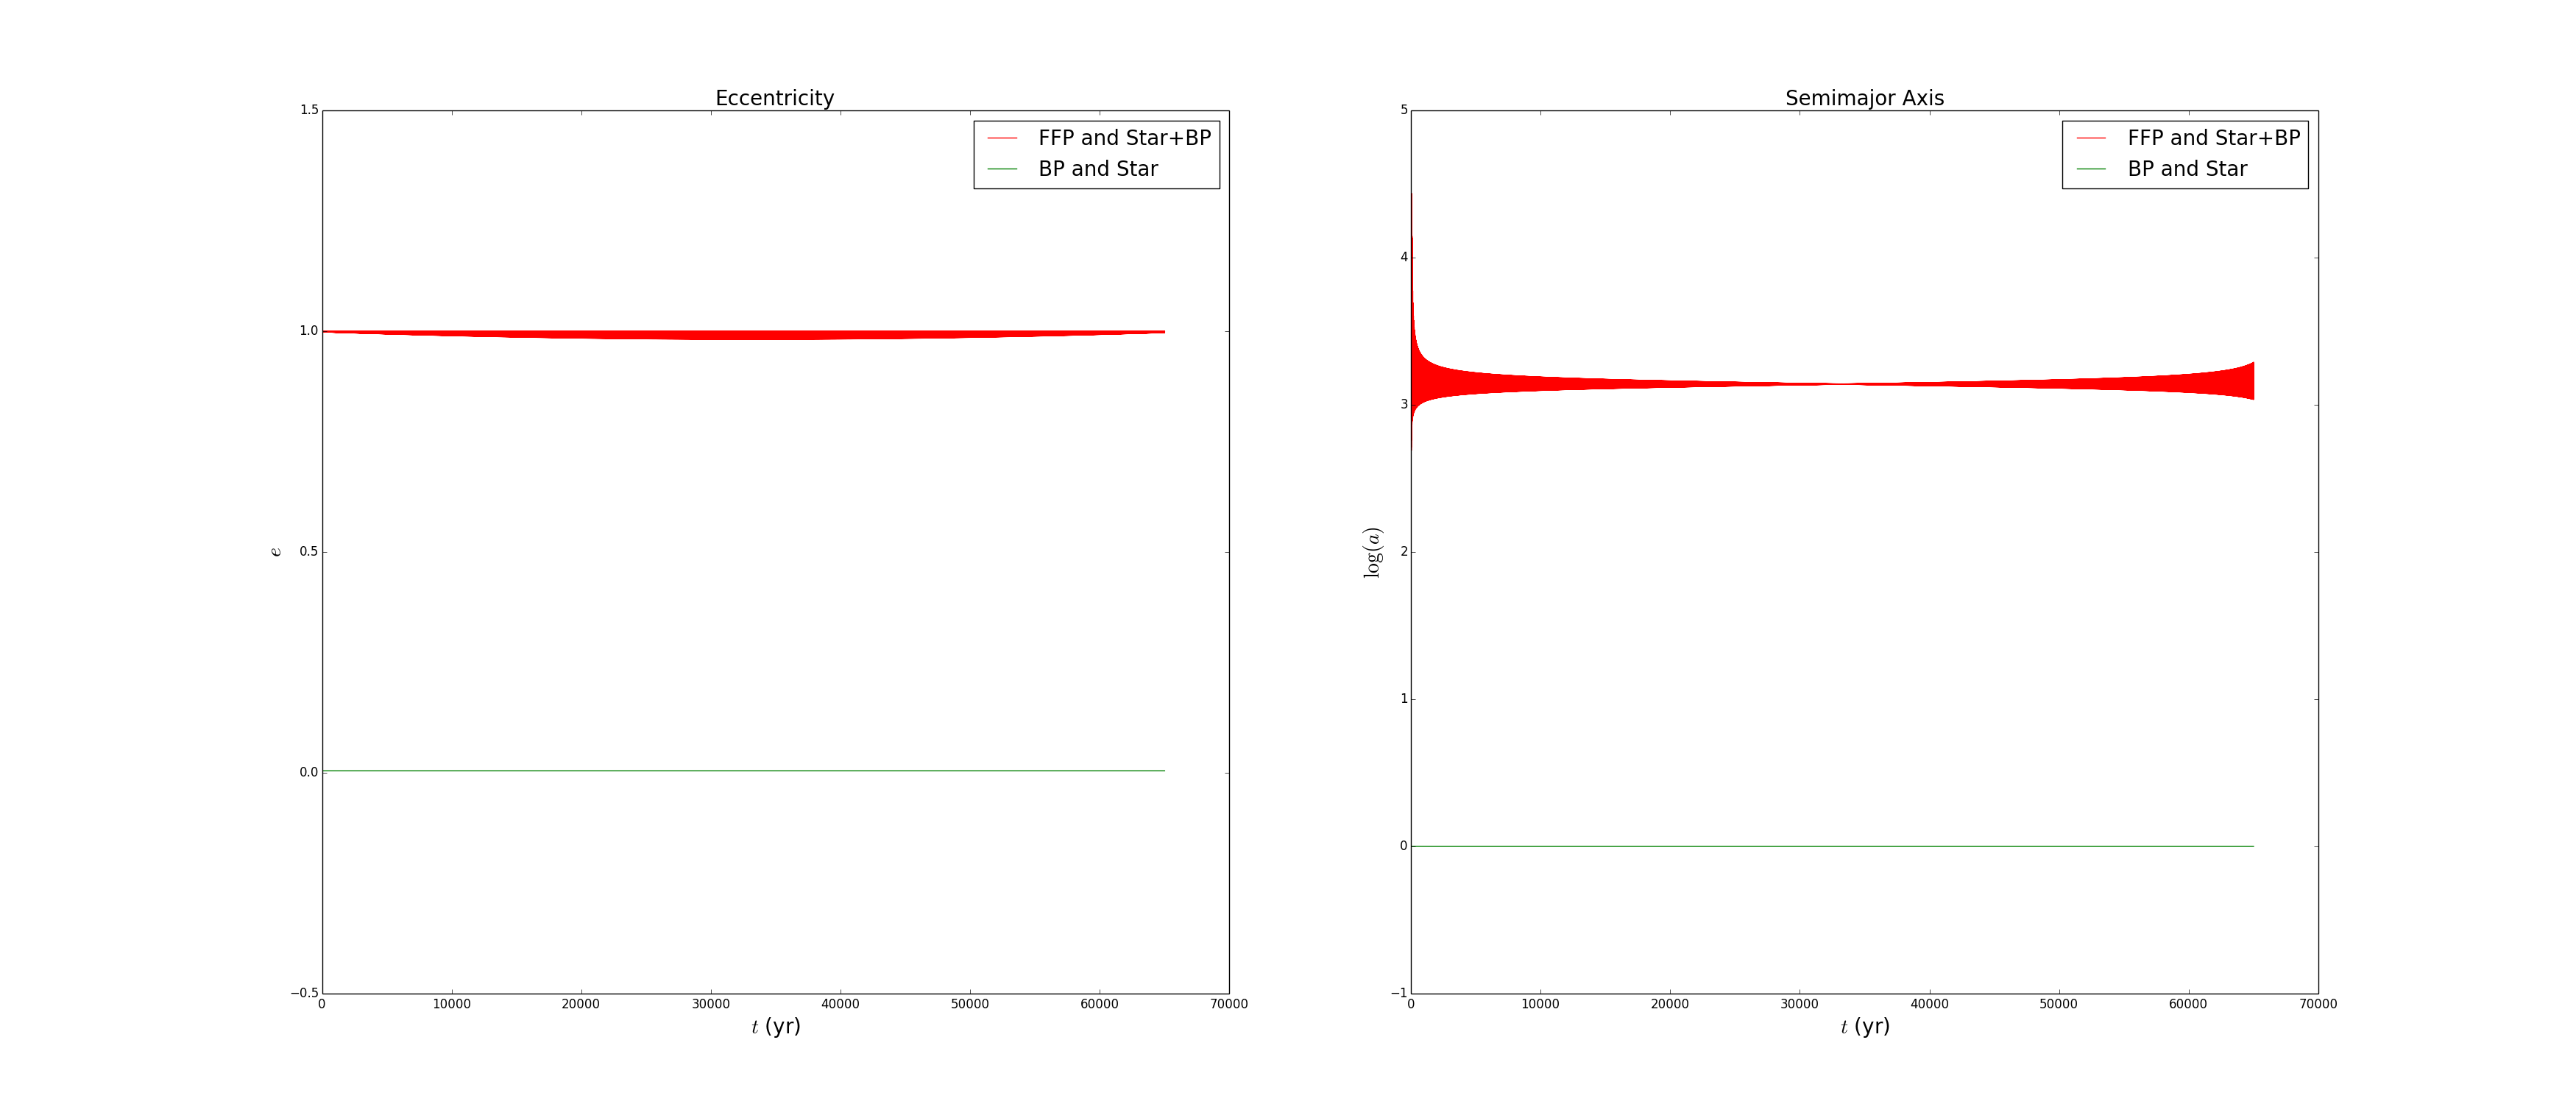 Eccentricity
1.5
1.0
0.5
0.0
−0.5
e
FFP and Star+BP
BP and Star
0 10000 20000 30000 40000 50000 60000 70000
t (yr)
Semimajor Axis
5
4
3
2
1
0
−1
log(a)
FFP and Star+BP
BP and Star
0 10000 20000 30000 40000 50000 60000 70000
t (yr)